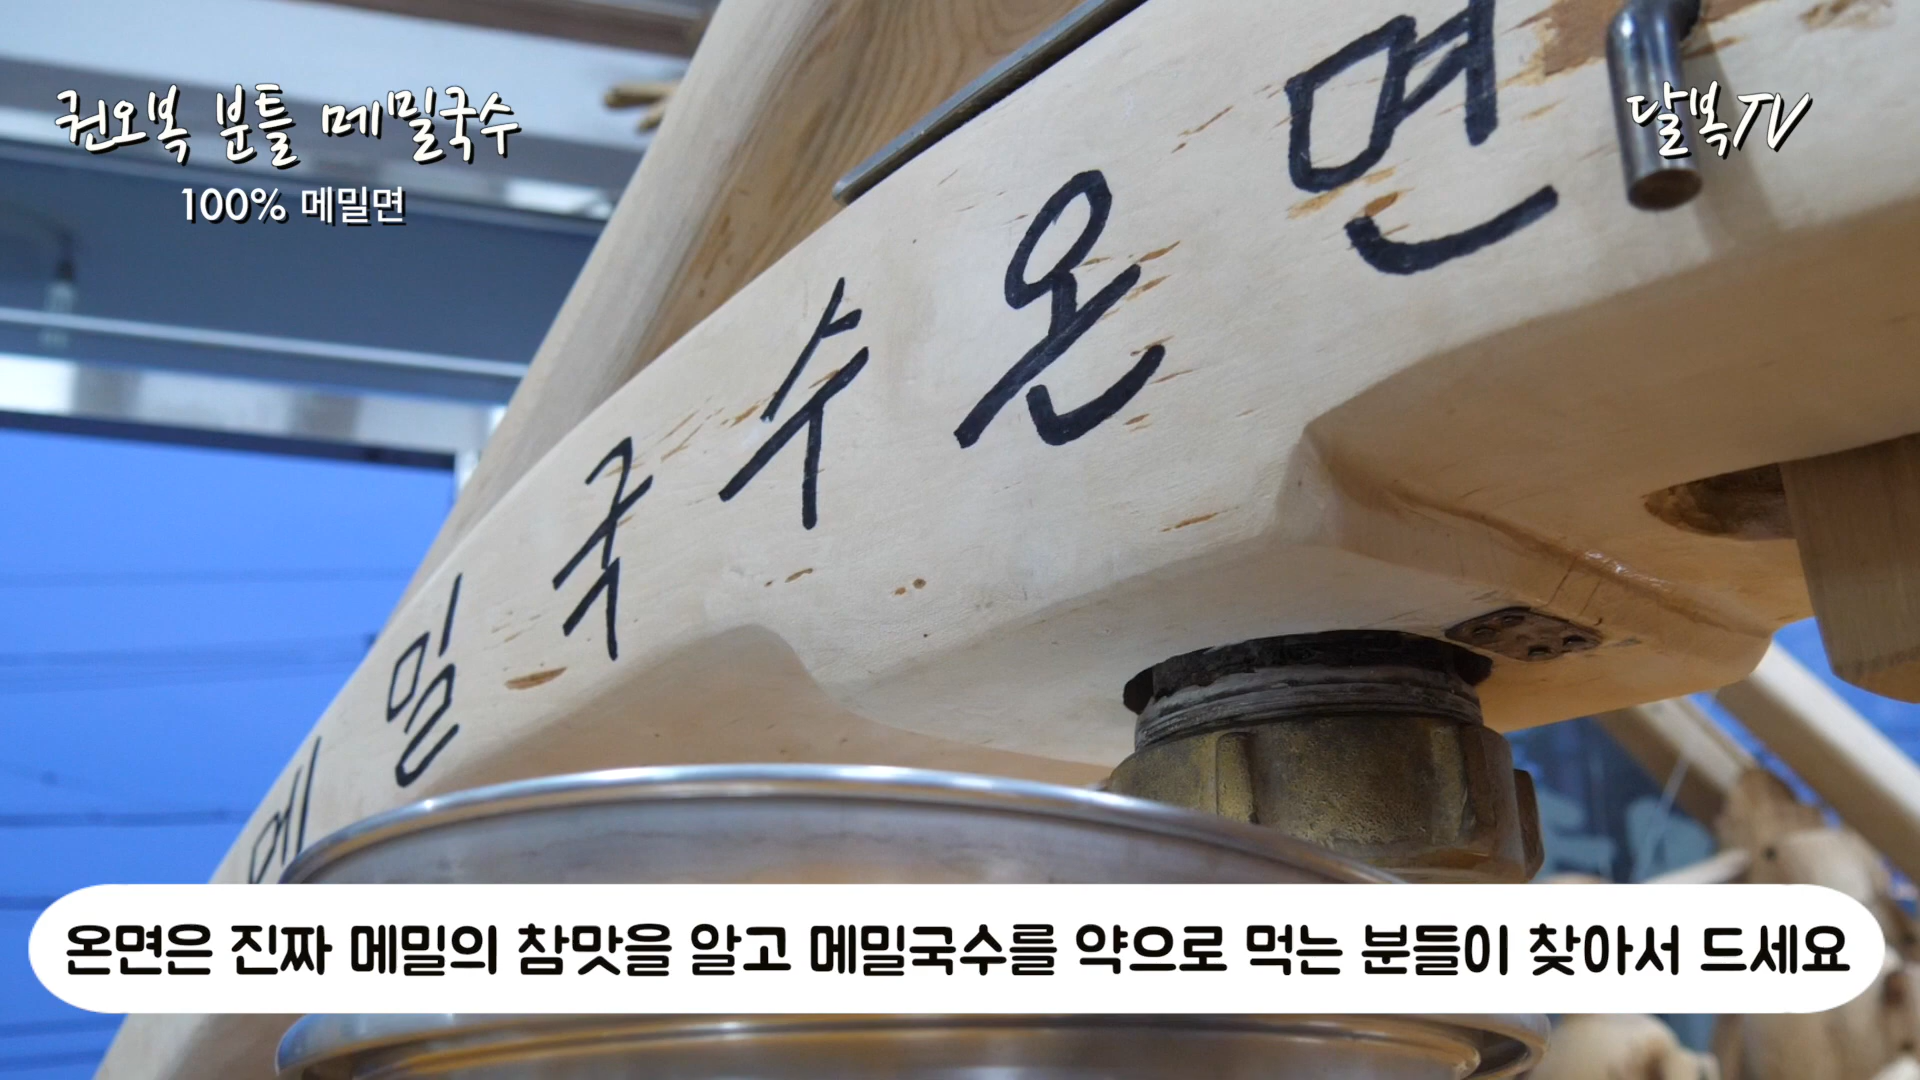 권오복 분틀 메밀국수
100% 메밀면
달복TV
메밀국수온면
온면은 진짜 메밀의 참맛을 알고 메밀국수를 약으로 먹는 분들이 찾아서 드세요